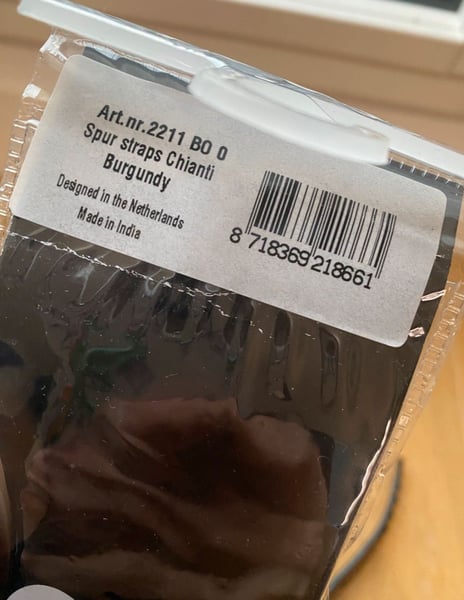 Art.nr.2211 BO 0
Spur straps Chianti
Burgundy
Designed in the Netherlands
Made in India
8 718369 218661